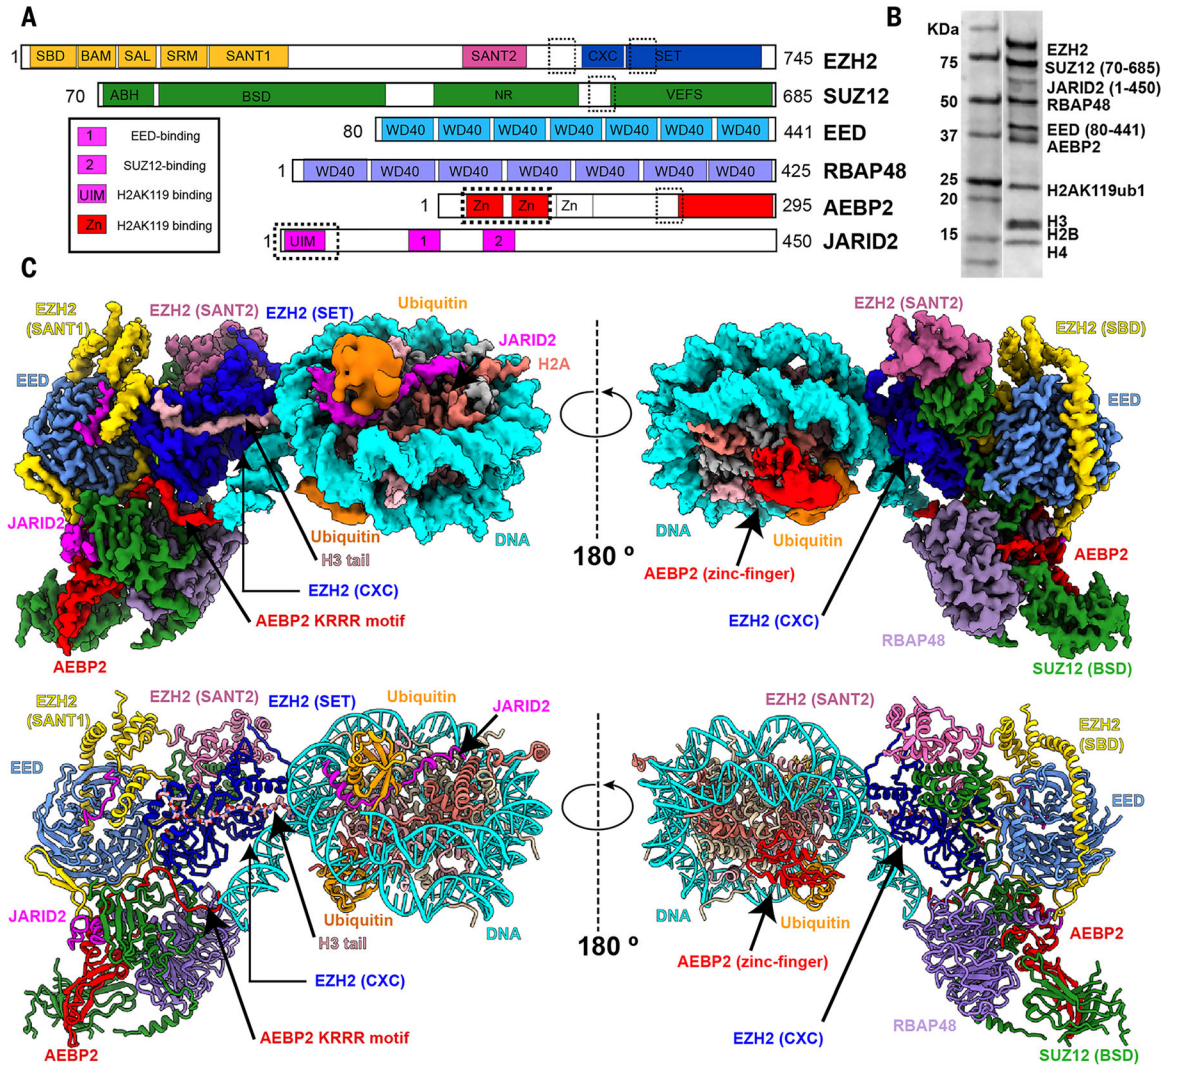 A
1 SBD BAM SAL SRM SANT1 SANT2 CXC SET 745 EZH2
70 ABH BSD NR VEFS 685 SUZ12
80 WD40 WD40 WD40 WD40 WD40 WD40 WD40 441 EED
1 WD40 WD40 WD40 WD40 WD40 WD40 WD40 425 RBAP48
1 Zn Zn Zn 295 AEBP2
1 UIM 1 2 450 JARID2
1 EED-binding
2 SUZ12-binding
UIM H2AK119 binding
Zn H2AK119 binding
B
KDa
75
50
37
25
20
15
EZH2
SUZ12 (70-685)
JARID2 (1-450)
RBAP48
EED (80-441)
AEBP2
H2AK119ub1
H3
H2B
H4
C
EZH2
(SANT1)
EZH2 (SANT2)
EZH2 (SET)
Ubiquitin
JARID2
H2A
EED
JARID2
AEBP2
Ubiquitin
H3 tail
DNA
EZH2 (CXC)
AEBP2 KRRR motif
180 º
EZH2 (SANT2)
EZH2 (SBD)
EED
DNA
Ubiquitin
AEBP2 (zinc-finger)
EZH2 (CXC)
AEBP2
RBAP48
SUZ12 (BSD)
EZH2
(SANT1)
EZH2 (SANT2)
EZH2 (SET)
Ubiquitin
JARID2
EED
JARID2
AEBP2
Ubiquitin
H3 tail
DNA
EZH2 (CXC)
AEBP2 KRRR motif
180 º
EZH2 (SANT2)
EZH2
(SBD)
EED
DNA
Ubiquitin
AEBP2 (zinc-finger)
EZH2 (CXC)
AEBP2
RBAP48
SUZ12 (BSD)